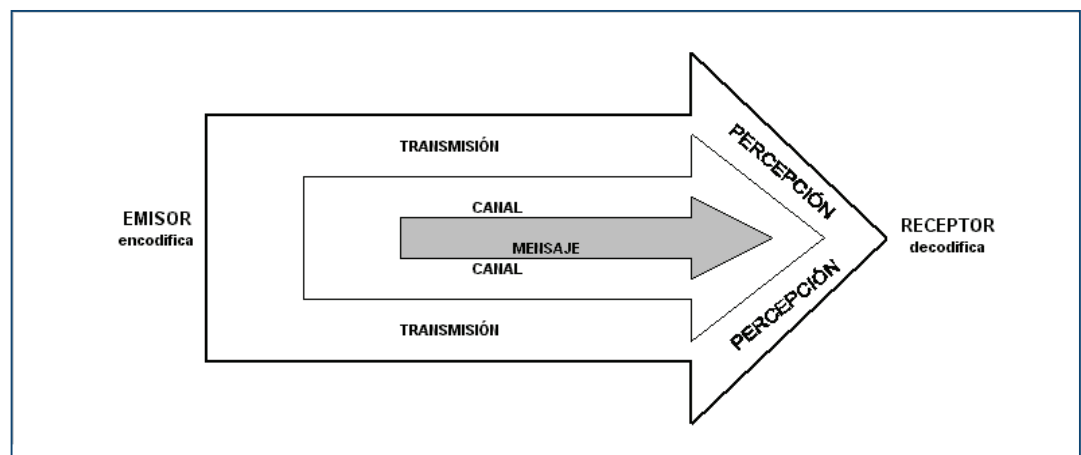 TRANSMISIÓN
PERCEPCIÓN
CANAL
EMISOR
encodifica
MENSAJE
RECEPTOR
decodifica
CANAL
PERCEPCIÓN
TRANSMISIÓN